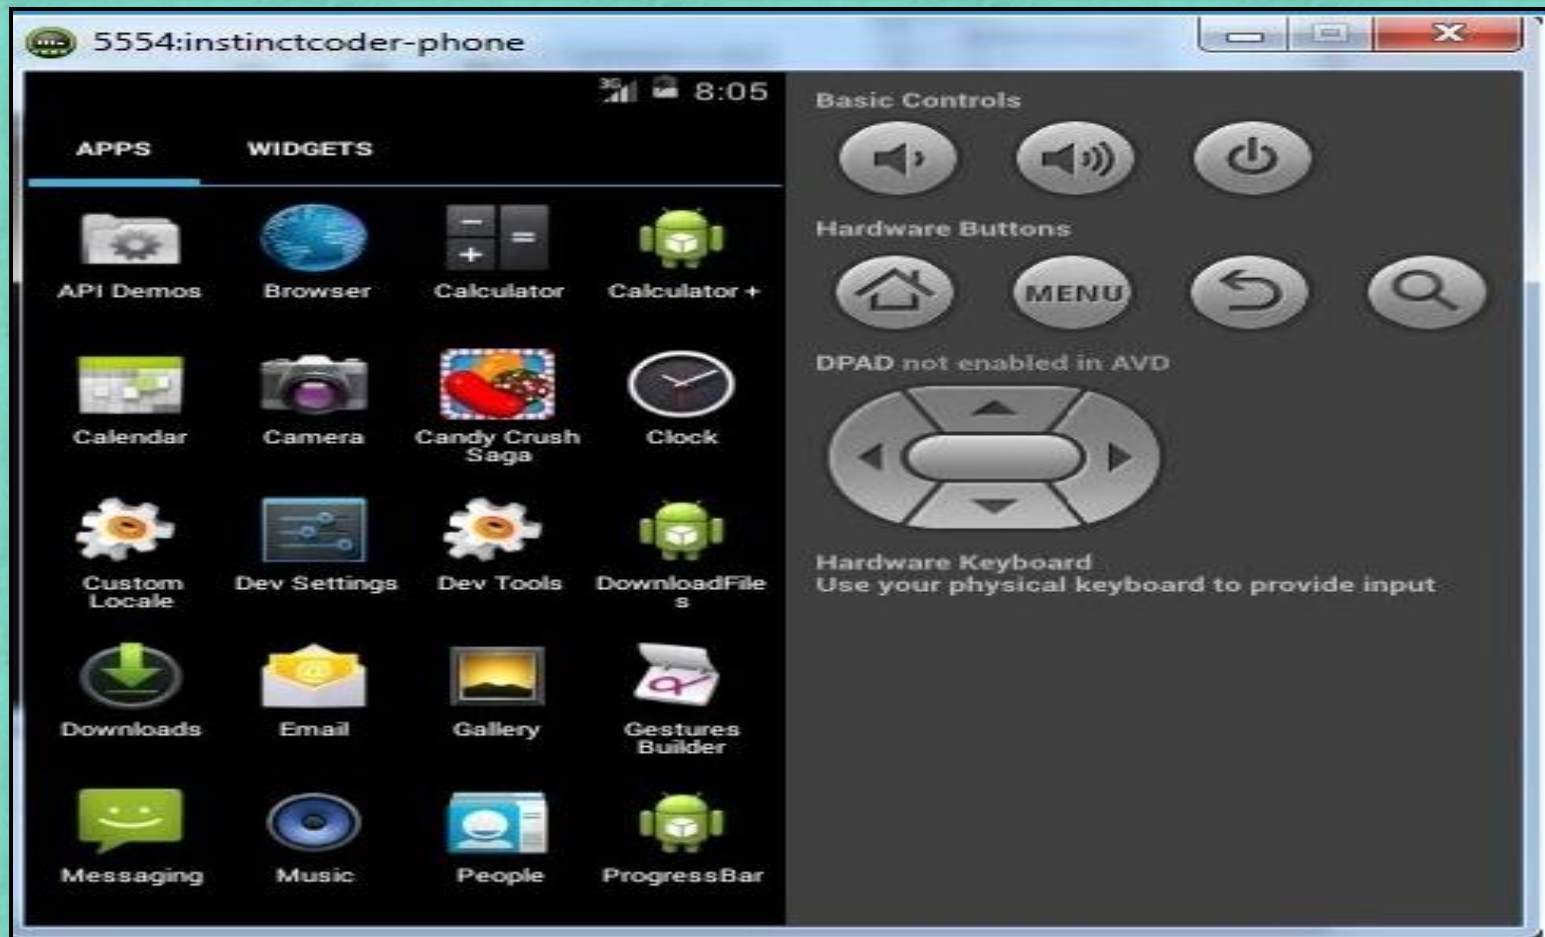 5554:instinctcoder-phone
3G 8:05
APPS WIDGETS
API Demos Browser Calculator Calculator +
Calendar Camera Candy Crush Saga Clock
Custom Locale Dev Settings Dev Tools DownloadFiles
Downloads Email Gallery Gestures Builder
Messaging Music People ProgressBar
Basic Controls
Hardware Buttons
MENU
DPAD not enabled in AVD
Hardware Keyboard
Use your physical keyboard to provide input